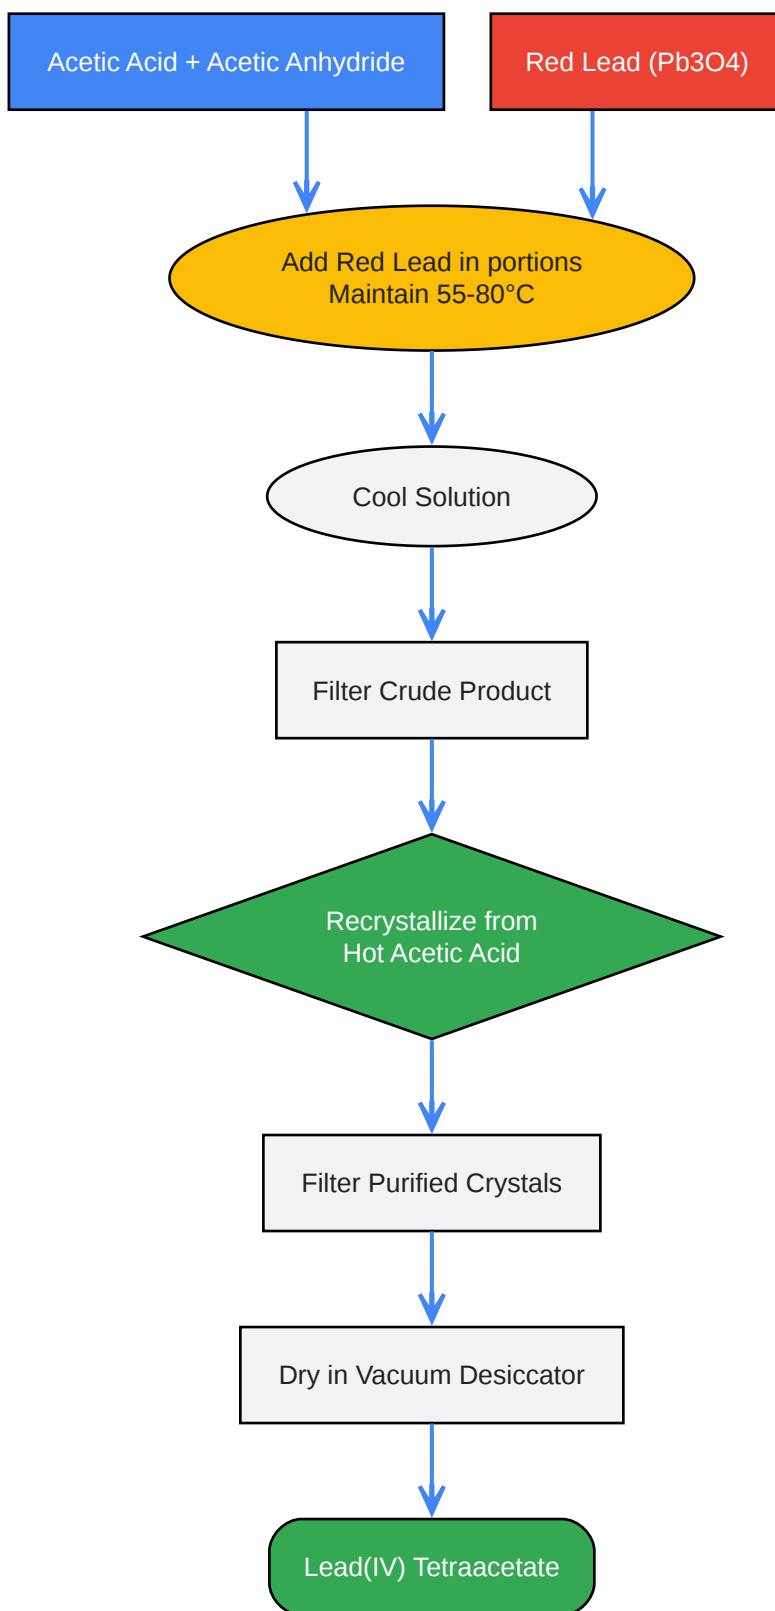 Acetic Acid + Acetic Anhydride
Red Lead (Pb3O4)
Add Red Lead in portions
Maintain 55-80°C
Cool Solution
Filter Crude Product
Recrystallize from
Hot Acetic Acid
Filter Purified Crystals
Dry in Vacuum Desiccator
Lead(IV) Tetraacetate